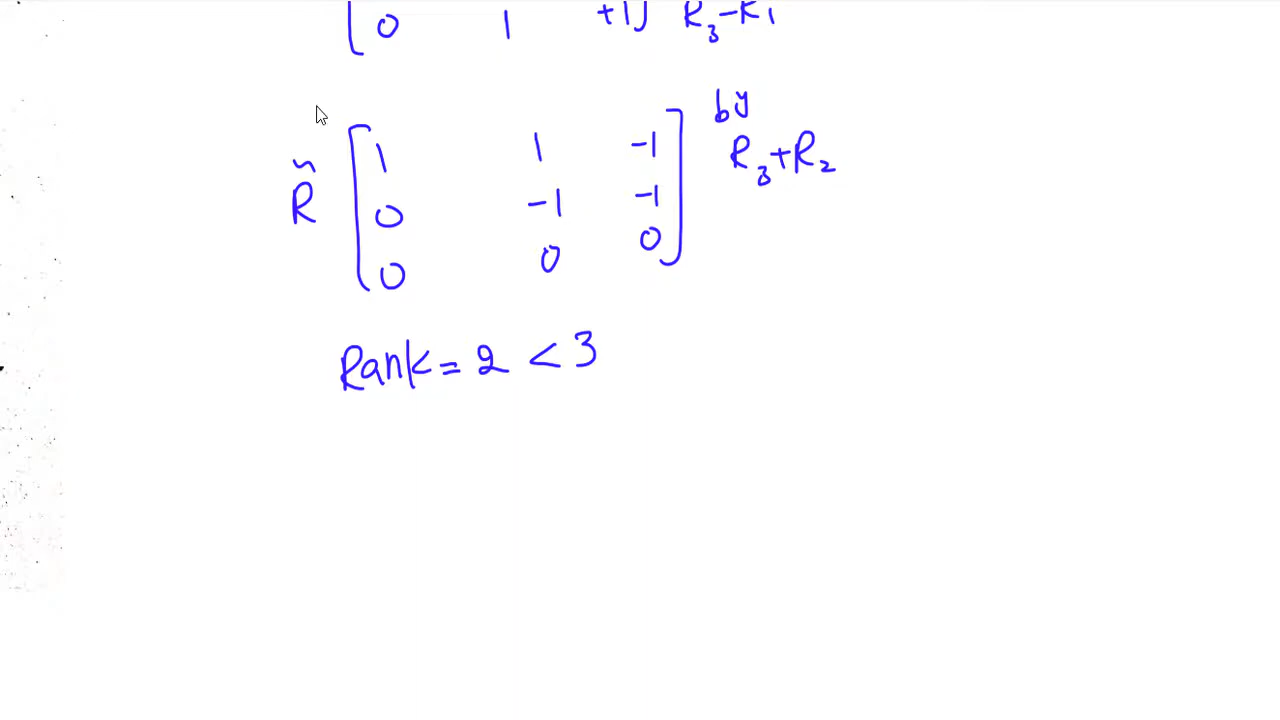 0 1 +1] R3-R1
by
R̃ [1 1 -1 R3+R2
0 -1 -1
0 0 0]
Rank = 2 < 3